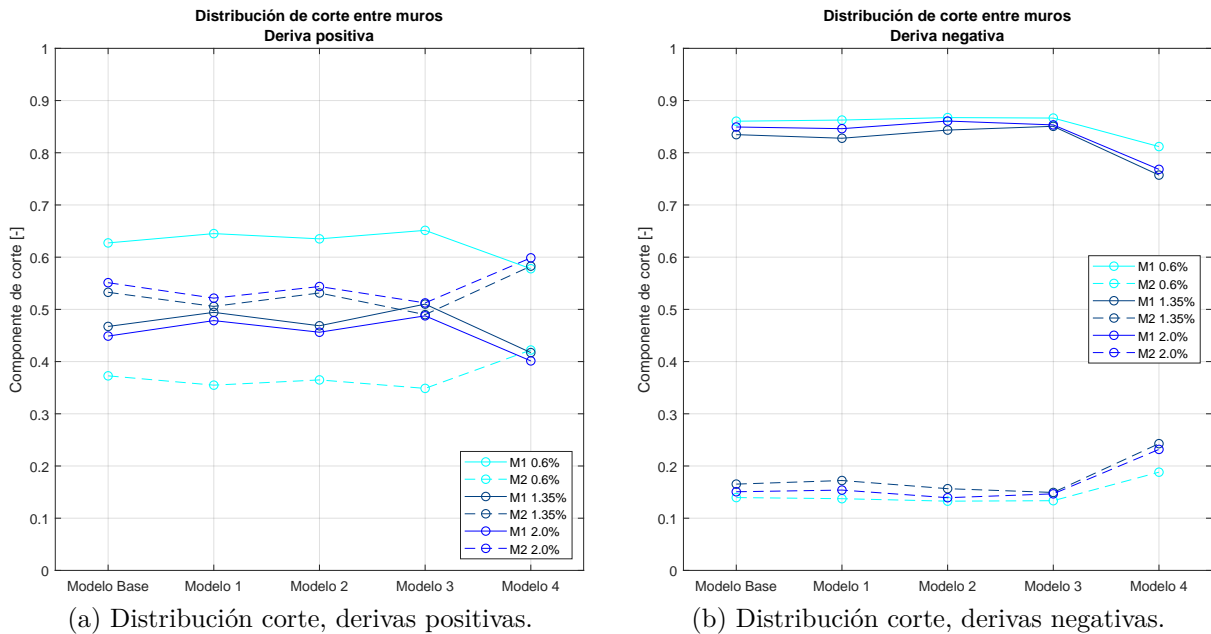 Distribución de corte entre muros
Deriva positiva
Componente de corte [-]
1
0.9
0.8
0.7
0.6
0.5
0.4
0.3
0.2
0.1
0
Modelo Base
Modelo 1
Modelo 2
Modelo 3
Modelo 4
M1 0.6%
M2 0.6%
M1 1.35%
M2 1.35%
M1 2.0%
M2 2.0%
(a) Distribución corte, derivas positivas.
Distribución de corte entre muros
Deriva negativa
Componente de corte [-]
1
0.9
0.8
0.7
0.6
0.5
0.4
0.3
0.2
0.1
0
Modelo Base
Modelo 1
Modelo 2
Modelo 3
Modelo 4
M1 0.6%
M2 0.6%
M1 1.35%
M2 1.35%
M1 2.0%
M2 2.0%
(b) Distribución corte, derivas negativas.